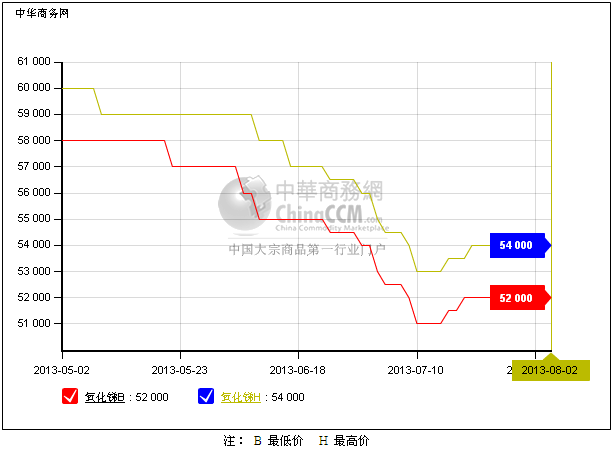 中华商务网
61 000
60 000
59 000
58 000
57 000
56 000
55 000
54 000
53 000
52 000
51 000
中華商務網
ChinaCCM.com
China Commodity Marketplace
中国大宗商品第一行业门户
54 000
52 000
2013-05-02
2013-05-23
2013-06-18
2013-07-10
2013-08-02
氧化锑B : 52 000
氧化锑H : 54 000
注： B 最低价 H 最高价